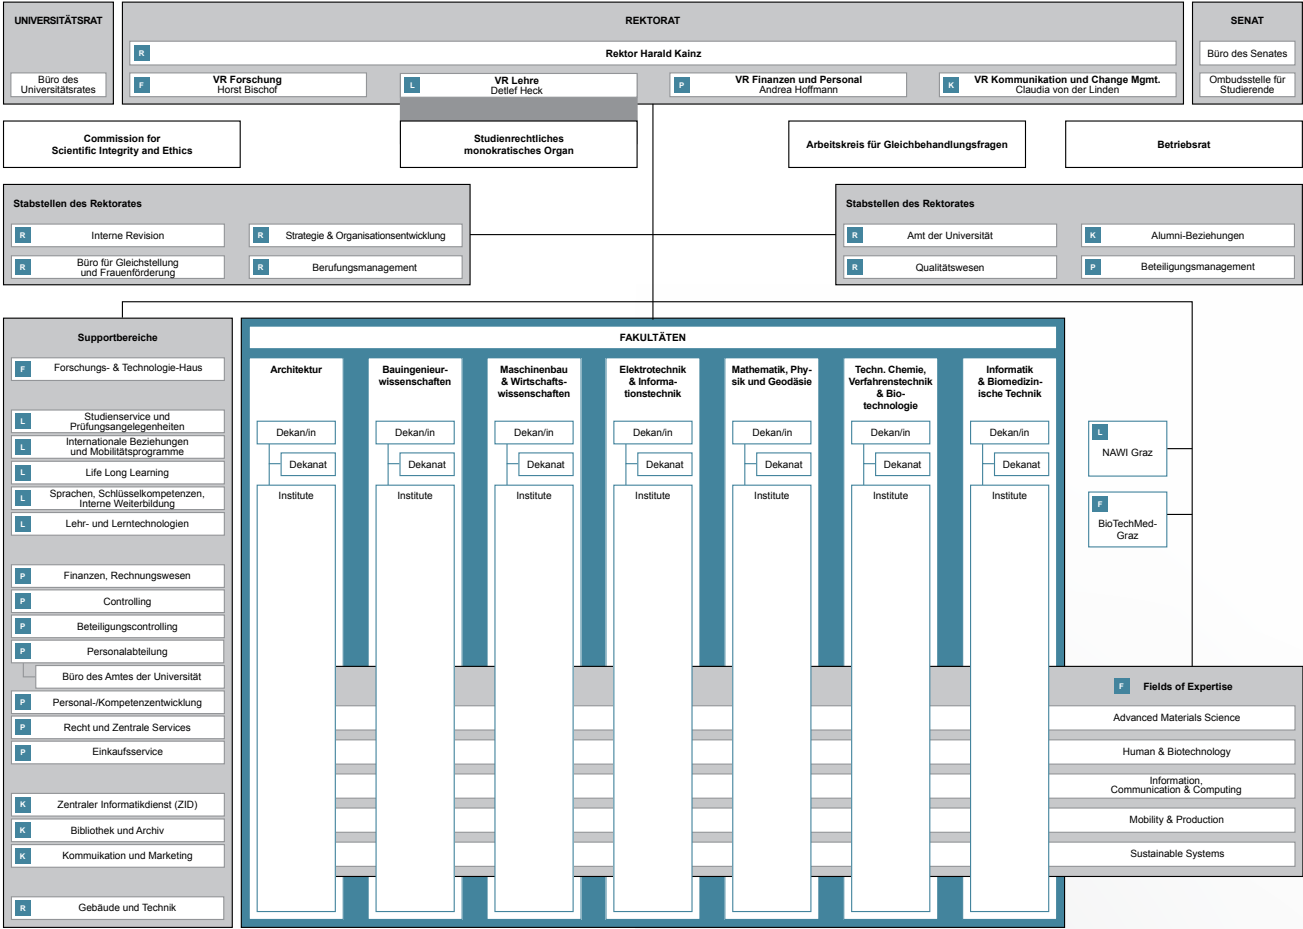 UNIVERSITÄTSRAT
Büro des
Universitätsrates
REKTORAT
R
Rektor Harald Kainz
F
VR Forschung
Horst Bischof
L
VR Lehre
Detlef Heck
P
VR Finanzen und Personal
Andrea Hoffmann
K
VR Kommunikation und Change Mgmt.
Claudia von der Linden
SENAT
Büro des Senates
Ombudsstelle für
Studierende
Commission for
Scientific Integrity and Ethics
Studienrechtliches
monokratisches Organ
Arbeitskreis für Gleichbehandlungsfragen
Betriebsrat
Stabstellen des Rektorates
R
Interne Revision
R
Strategie & Organisationsentwicklung
R
Büro für Gleichstellung
und Frauenförderung
R
Berufungsmanagement
Stabstellen des Rektorates
R
Amt der Universität
K
Alumni-Beziehungen
R
Qualitätswesen
P
Beteiligungsmanagement
Supportbereiche
F
Forschungs- & Technologie-Haus
L
Studienservice und
Prüfungsangelegenheiten
L
Internationale Beziehungen
und Mobilitätsprogramme
L
Life Long Learning
L
Sprachen, Schlüsselkompetenzen,
Interne Weiterbildung
L
Lehr- und Lerntechnologien
P
Finanzen, Rechnungswesen
P
Controlling
P
Beteiligungscontrolling
P
Personalabteilung
Büro des Amtes der Universität
P
Personal-/Kompetenzentwicklung
P
Recht und Zentrale Services
P
Einkaufsservice
K
Zentraler Informatikdienst (ZID)
K
Bibliothek und Archiv
K
Kommuikation und Marketing
R
Gebäude und Technik
FAKULTÄTEN
Architektur
Dekan/in
Dekanat
Institute
Bauingenieur-
wissenschaften
Dekan/in
Dekanat
Institute
Maschinenbau
& Wirtschafts-
wissenschaften
Dekan/in
Dekanat
Institute
Elektrotechnik
& Informa-
tionstechnik
Dekan/in
Dekanat
Institute
Mathematik, Phy-
sik und Geodäsie
Dekan/in
Dekanat
Institute
Techn. Chemie,
Verfahrenstechnik
& Bio-
technologie
Dekan/in
Dekanat
Institute
Informatik
& Biomedizin-
ische Technik
Dekan/in
Dekanat
Institute
L
NAWI Graz
F
BioTechMed-
Graz
F
Fields of Expertise
Advanced Materials Science
Human & Biotechnology
Information,
Communication & Computing
Mobility & Production
Sustainable Systems